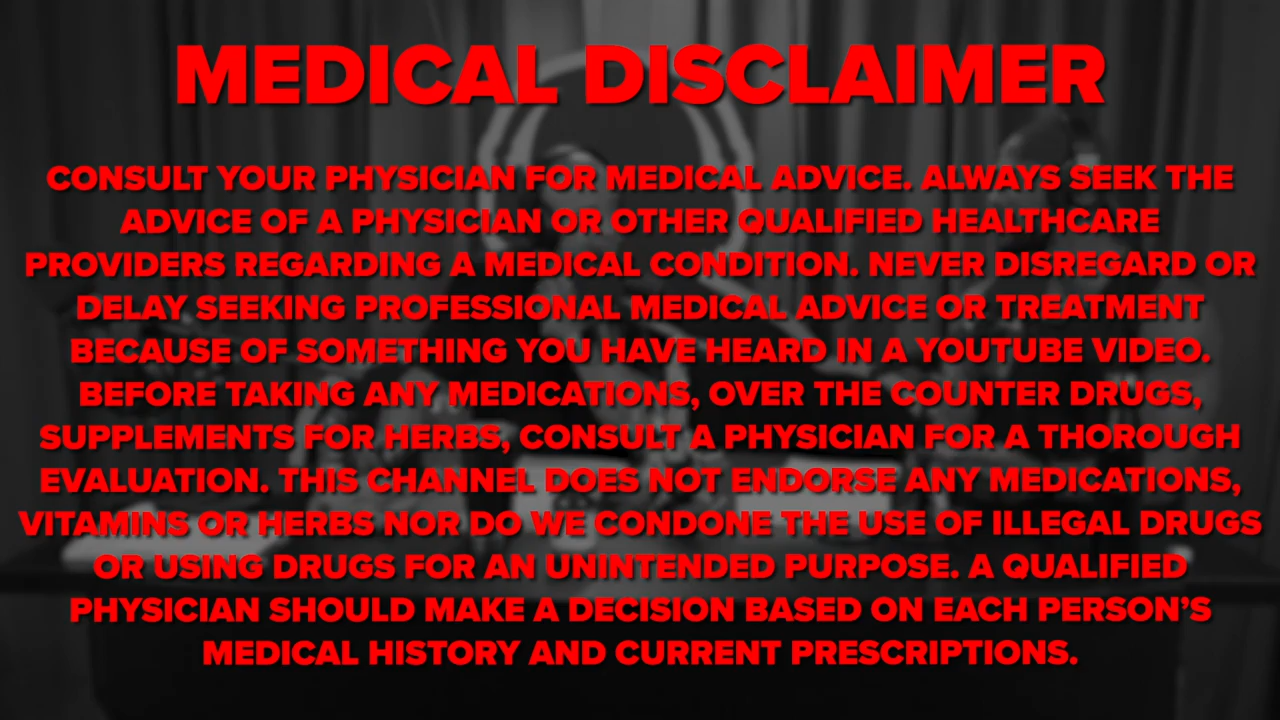 MEDICAL DISCLAIMER
CONSULT YOUR PHYSICIAN FOR MEDICAL ADVICE. ALWAYS SEEK THE
ADVICE OF A PHYSICIAN OR OTHER QUALIFIED HEALTHCARE
PROVIDERS REGARDING A MEDICAL CONDITION. NEVER DISREGARD OR
DELAY SEEKING PROFESSIONAL MEDICAL ADVICE OR TREATMENT
BECAUSE OF SOMETHING YOU HAVE HEARD IN A YOUTUBE VIDEO.
BEFORE TAKING ANY MEDICATIONS, OVER THE COUNTER DRUGS,
SUPPLEMENTS FOR HERBS, CONSULT A PHYSICIAN FOR A THOROUGH
EVALUATION. THIS CHANNEL DOES NOT ENDORSE ANY MEDICATIONS,
VITAMINS OR HERBS NOR DO WE CONDONE THE USE OF ILLEGAL DRUGS
OR USING DRUGS FOR AN UNINTENDED PURPOSE. A QUALIFIED
PHYSICIAN SHOULD MAKE A DECISION BASED ON EACH PERSON’S
MEDICAL HISTORY AND CURRENT PRESCRIPTIONS.